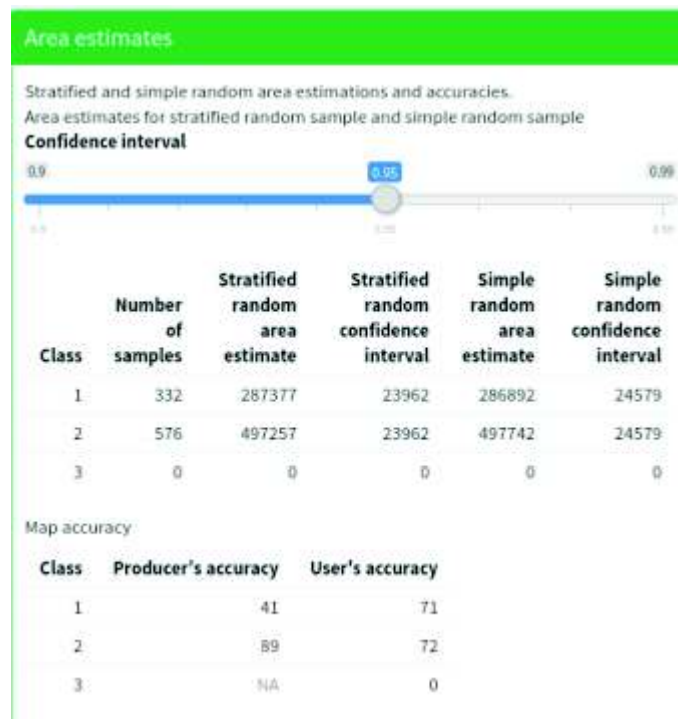 Area estimates
Stratified and simple random area estimations and accuracies.
Area estimates for stratified random sample and simple random sample
Confidence interval
0.9 0.95 0.99
Class Number of samples Stratified random area estimate Stratified random confidence interval Simple random area estimate Simple random confidence interval
1 332 287377 23962 286892 24579
2 576 497257 23962 497742 24579
3 0 0 0 0 0
Map accuracy
Class Producer's accuracy User's accuracy
1 41 71
2 89 72
3 NA 0